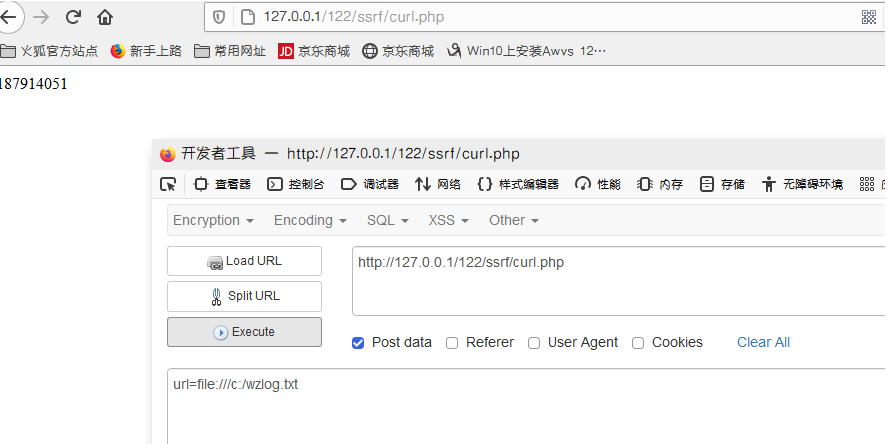 127.0.0.1/122/ssrf/curl.php
火狐官方站点 新手上路 常用网址 JD 京东商城 京东商城 Win10上安装Awvs 12…
187914051
开发者工具 — http://127.0.0.1/122/ssrf/curl.php
查看器 控制台 调试器 网络 样式编辑器 性能 内存 存储 无障碍环境 应
Encryption Encoding SQL XSS Other
Load URL
http://127.0.0.1/122/ssrf/curl.php
Split URL
Execute
Post data Referer User Agent Cookies Clear All
url=file:///c:/wzlog.txt